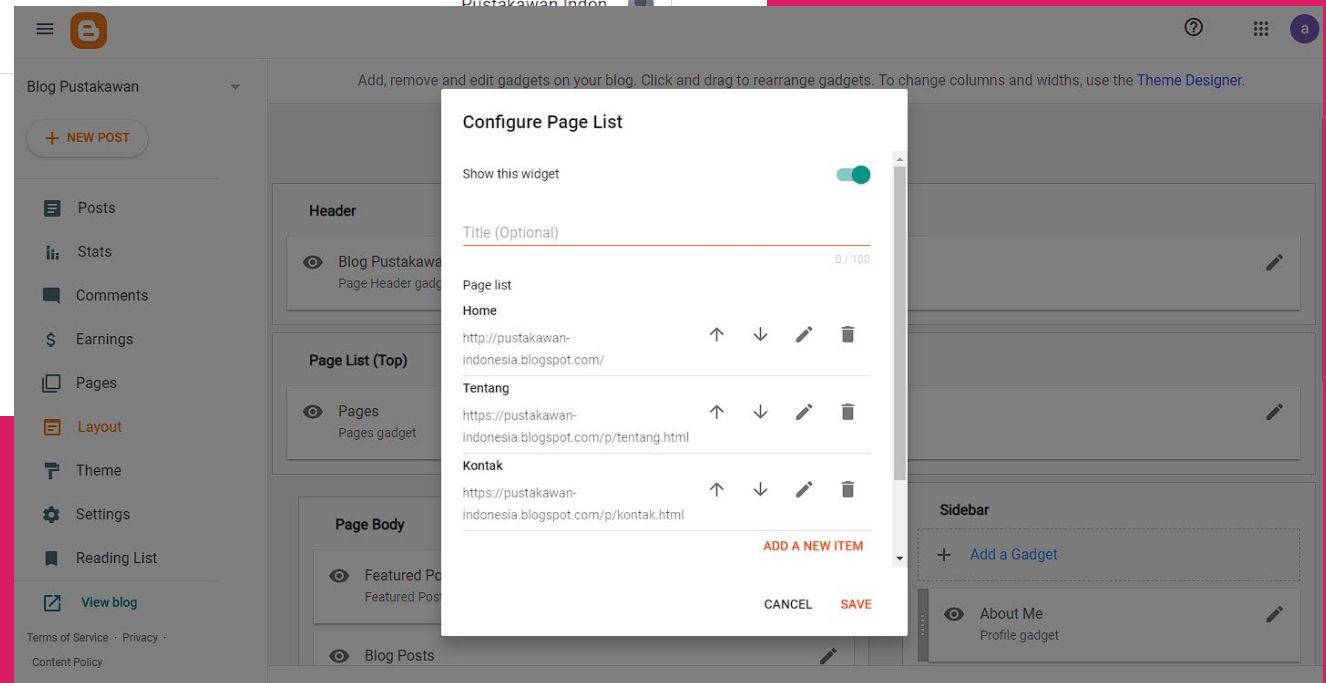 Pustakawan Indon
a
Blog Pustakawan
Add, remove and edit gadgets on your blog. Click and drag to rearrange gadgets. To change columns and widths, use the Theme Designer.
+ NEW POST
Posts
Stats
Comments
Earnings
Pages
Layout
Theme
Settings
Reading List
View blog
Terms of Service · Privacy ·
Content Policy
Header
Blog Pustakawa
Page Header gadg
Page List (Top)
Pages
Pages gadget
Page Body
Featured Po
Featured Post
Blog Posts
Configure Page List
Show this widget
Title (Optional)
0 / 100
Page list
Home
http://pustakawan-
indonesia.blogspot.com/
Tentang
https://pustakawan-
indonesia.blogspot.com/p/tentang.html
Kontak
https://pustakawan-
indonesia.blogspot.com/p/kontak.html
ADD A NEW ITEM
CANCEL SAVE
Sidebar
+ Add a Gadget
About Me
Profile gadget